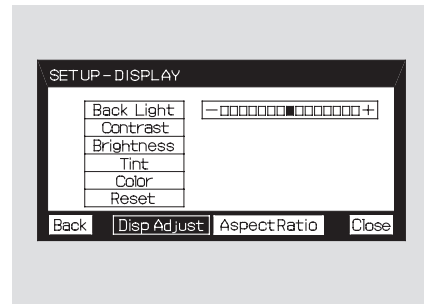 SETUP-DISPLAY
Back Light - +
Contrast
Brightness
Tint
Color
Reset
Back Disp Adjust AspectRatio Close